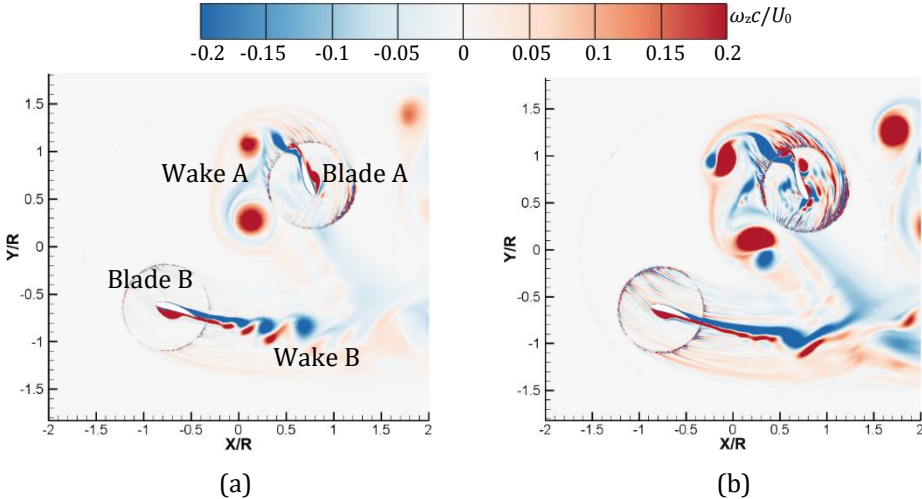 ω_z c/U_0
-0.2 -0.15 -0.1 -0.05 0 0.05 0.1 0.15 0.2
1.5
1
0.5
0
-0.5
-1
-1.5
Y/R
Wake A
Blade A
Blade B
Wake B
-2 -1.5 -1 -0.5 0 0.5 1 1.5 2
X/R
(a)
1.5
1
0.5
0
-0.5
-1
-1.5
Y/R
-2 -1.5 -1 -0.5 0 0.5 1 1.5 2
X/R
(b)